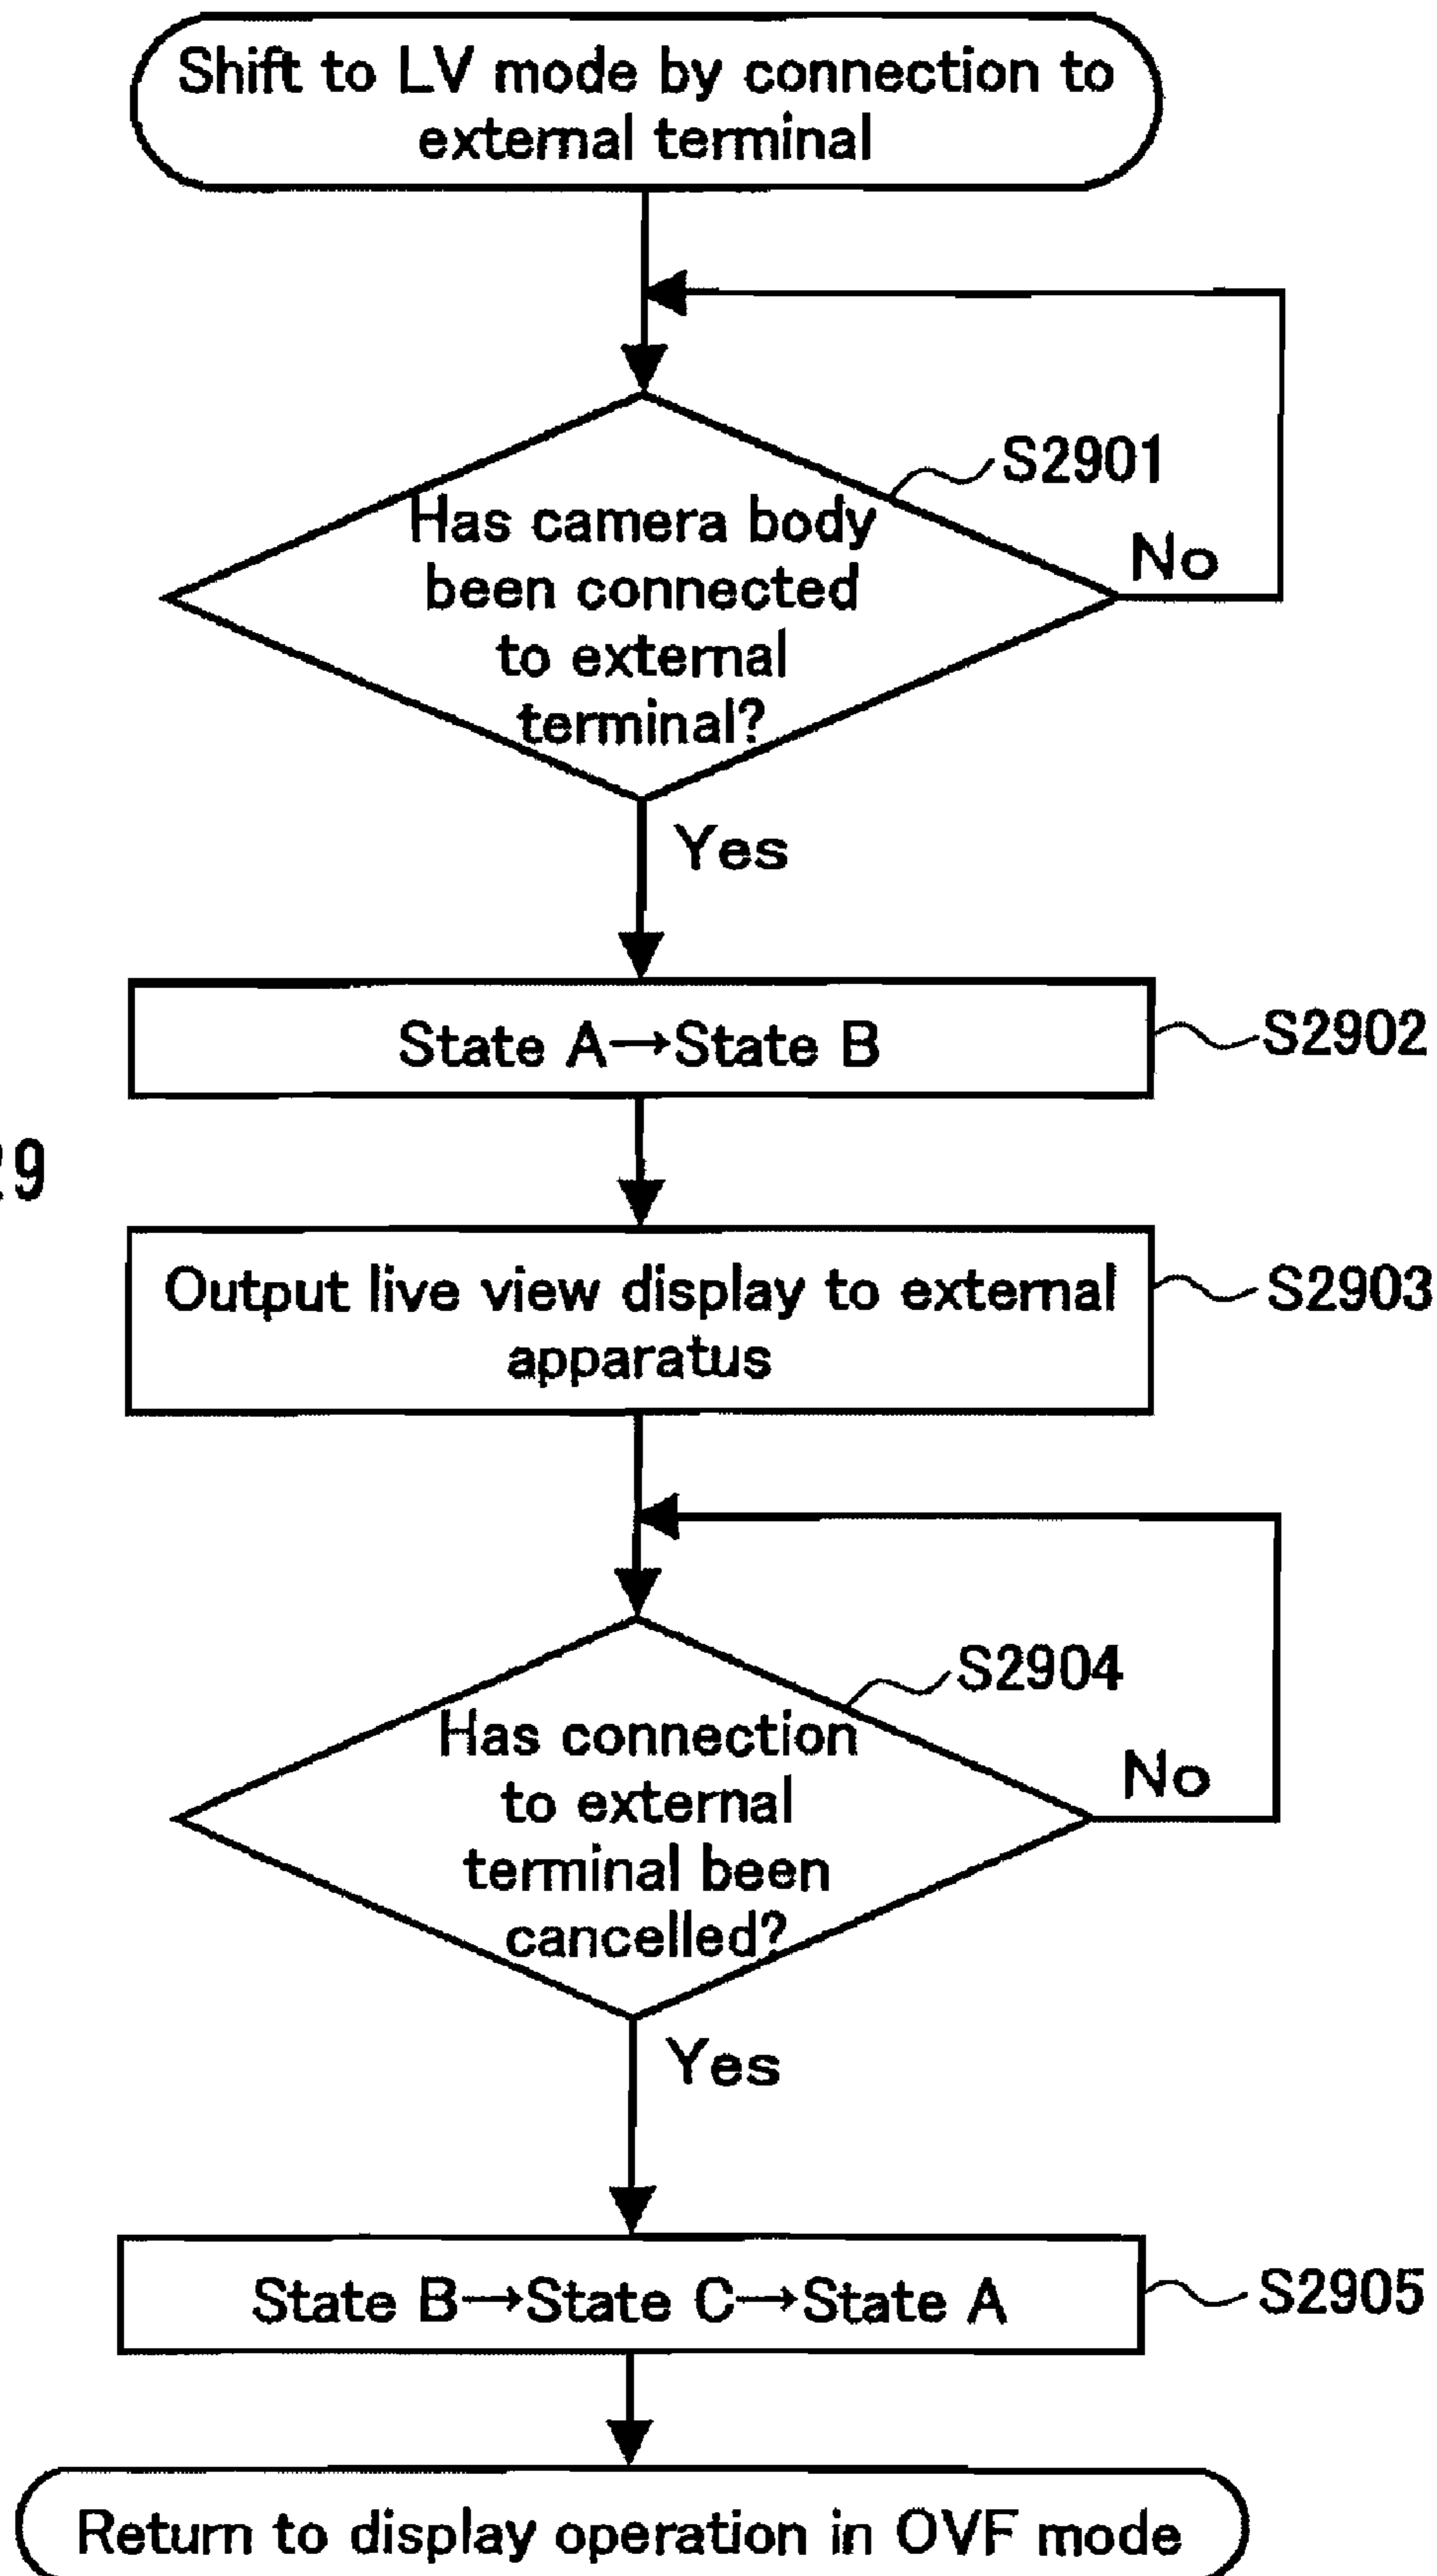 Shift to LV mode by connection to
external terminal
S2901
Has camera body
been connected
to external
terminal?
No
Yes
State A→State B
S2902
29
Output live view display to external
apparatus
S2903
S2904
Has connection
to external
terminal been
cancelled?
No
Yes
State B→State C→State A
S2905
Return to display operation in OVF mode